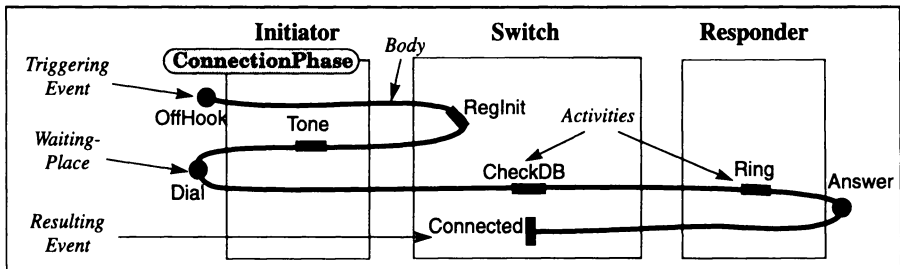 Initiator
Switch
Responder
ConnectionPhase
Body
Triggering
Event
OffHook
RegInit
Tone
Activities
Waiting-
Place
Dial
CheckDB
Ring
Answer
Resulting
Event
Connected